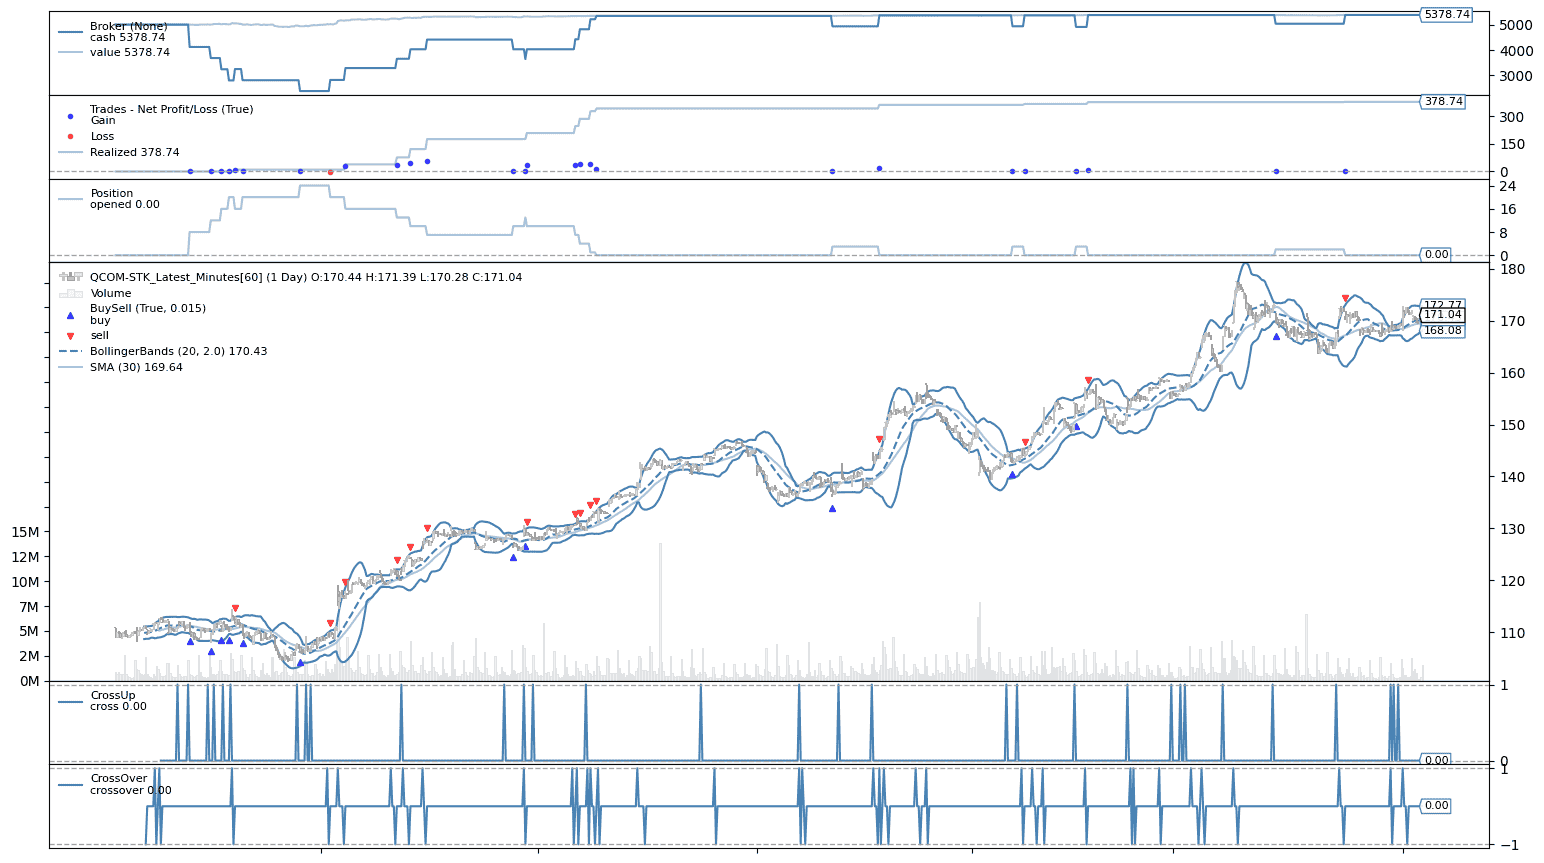 Broker (None)
cash 5378.74
value 5378.74
5378.74
5000
4000
3000
Trades - Net Profit/Loss (True)
Gain
Loss
Realized 378.74
378.74
300
150
0
Position
opened 0.00
24
16
8
0.00
0
QCOM-STK_Latest_Minutes[60] (1 Day) O:170.44 H:171.39 L:170.28 C:171.04
Volume
BuySell (True, 0.015)
buy
sell
BollingerBands (20, 2.0) 170.43
SMA (30) 169.64
180
172.77
171.04
170
168.08
160
150
140
130
120
110
15M
12M
10M
7M
5M
2M
0M
CrossUp
cross 0.00
1
0.00
0
CrossOver
crossover 0.00
1
0.00
−1